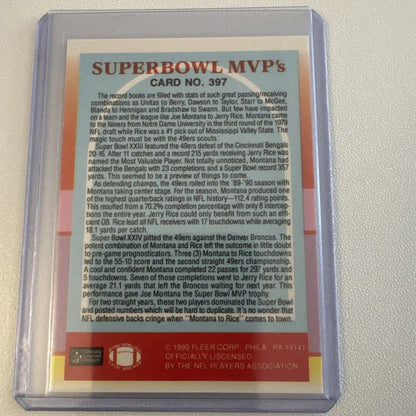 SUPERBOWL MVP's
CARD NO. 397
The record books are filled with stats of such great passing/receiving
combinations as Unitas to Berry, Dawson to Taylor, Starr to McGee,
Blanda to Hennigan and Bradshaw to Swann. But few have impacted
on a team and the league like Joe Montana to Jerry Rice. Montana came
to the Niners from Notre Dame University in the third round of the 1979
NFL draft while Rice was a #1 pick out of Mississippi Valley State. The
magic touch must be with the 49ers scouts.
Super Bowl XXIII featured the 49ers defeat of the Cincinnati Bengals
20-16. After 11 catches and a record 215 yards receiving Jerry Rice was
named the Most Valuable Player. Not totally unnoticed, Montana had
attacked the Bengals with 23 completions and a Super Bowl record 357
yards. This seemed to be a preview of things to come.
As defending champs, the 49ers rolled into the '89-'90 season with
Montana taking center stage. For the season, Montana produced one
of the highest quarterback ratings in NFL history—112.4 rating points.
This resulted from a 70.2% completion percentage with only 8 intercep-
tions the entire year. Jerry Rice could only benefit from such an effi-
cient QB. Rice lead all NFL receivers with 17 touchdowns while averaging
18.1 yards per catch.
Super Bowl XXIV pitted the 49ers against the Denver Broncos. The
potent combination of Montana and Rice left the outcome in little doubt
to pre-game prognosticators. Three (3) Montana to Rice touchdowns
led to the 55-10 score and the second straight 49ers championship.
A cool and confident Montana completed 22 passes for 297 yards and
5 touchdowns. Seven of those completions went to Jerry Rice for an
average 21.1 yards that left the Broncos waiting for next year. This
performance gave Joe Montana the Super Bowl MVP trophy.
For two straight years, these two players dominated the Super Bowl
and posted numbers which will be hard to duplicate. It's no wonder that
NFL defensive backs cringe when "Montana to Rice" comes to town.
© 1990 FLEER CORP. PHILA., PA 19141
OFFICIALLY LICENSED
BY THE NFL PLAYERS ASSOCIATION